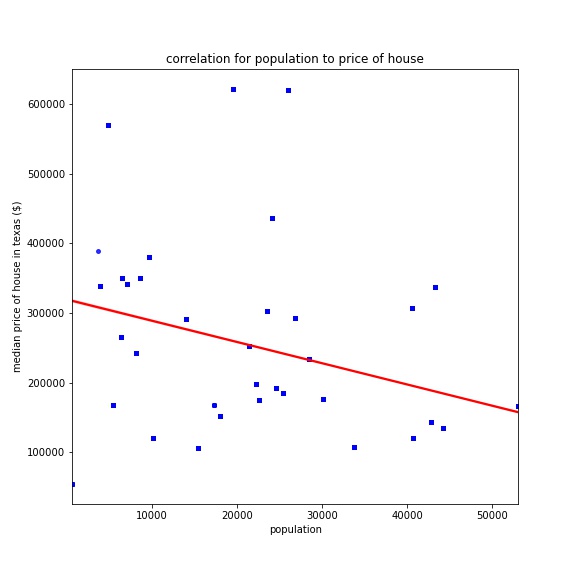 correlation for population to price of house
600000
500000
400000
300000
200000
100000
median price of house in texas ($)
10000 20000 30000 40000 50000
population